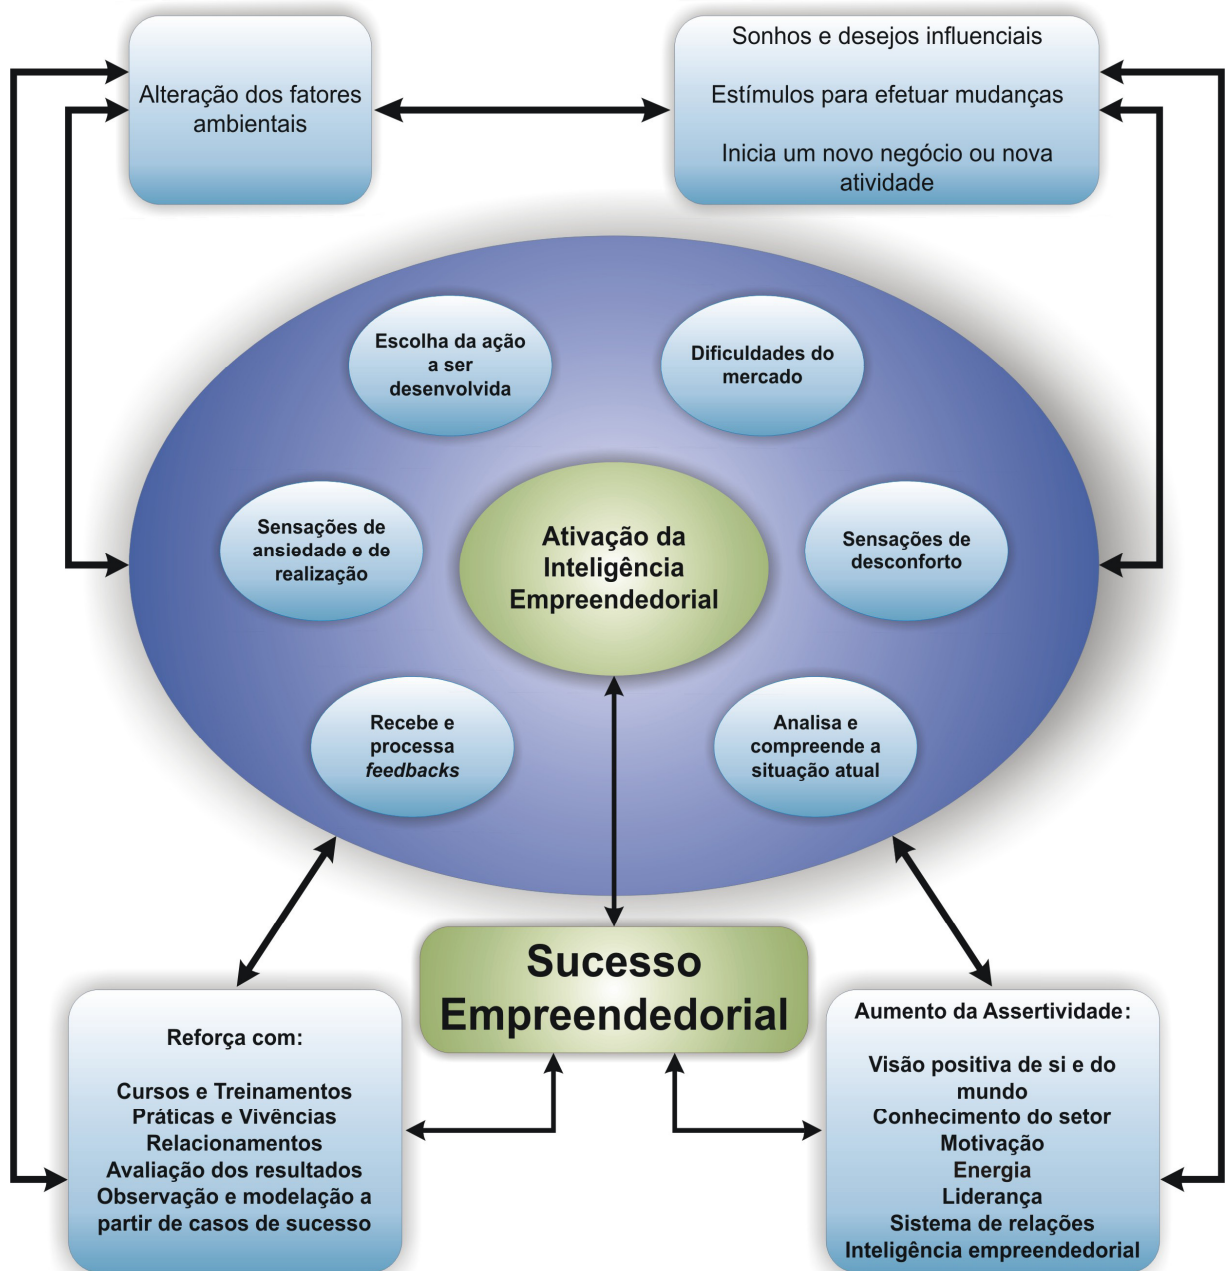 Alteração dos fatores
ambientais
Sonhos e desejos influenciais
Estímulos para efetuar mudanças
Inicia um novo negócio ou nova
atividade
Escolha da ação
a ser
desenvolvida
Dificuldades do
mercado
Sensações de
ansiedade e de
realização
Ativação da
Inteligência
Empreendedorial
Sensações de
desconforto
Recebe e
processa
feedbacks
Analisa e
compreende a
situação atual
Sucesso
Empreendedorial
Reforça com:
Cursos e Treinamentos
Práticas e Vivências
Relacionamentos
Avaliação dos resultados
Observação e modelação a
partir de casos de sucesso
Aumento da Assertividade:
Visão positiva de si e do
mundo
Conhecimento do setor
Motivação
Energia
Liderança
Sistema de relações
Inteligência empreendedorial